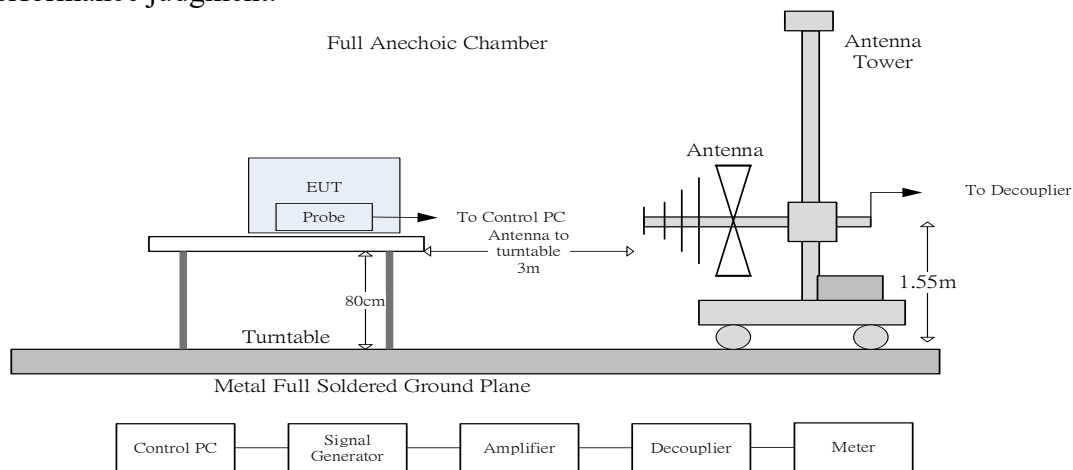 Full Anechoic Chamber
Antenna
Tower
Antenna
EUT
Probe
To Control PC
To Decouplier
Antenna to
turntable
3m
80cm
1.55m
Turntable
Metal Full Soldered Ground Plane
Control PC
Signal
Generator
Amplifier
Decouplier
Meter